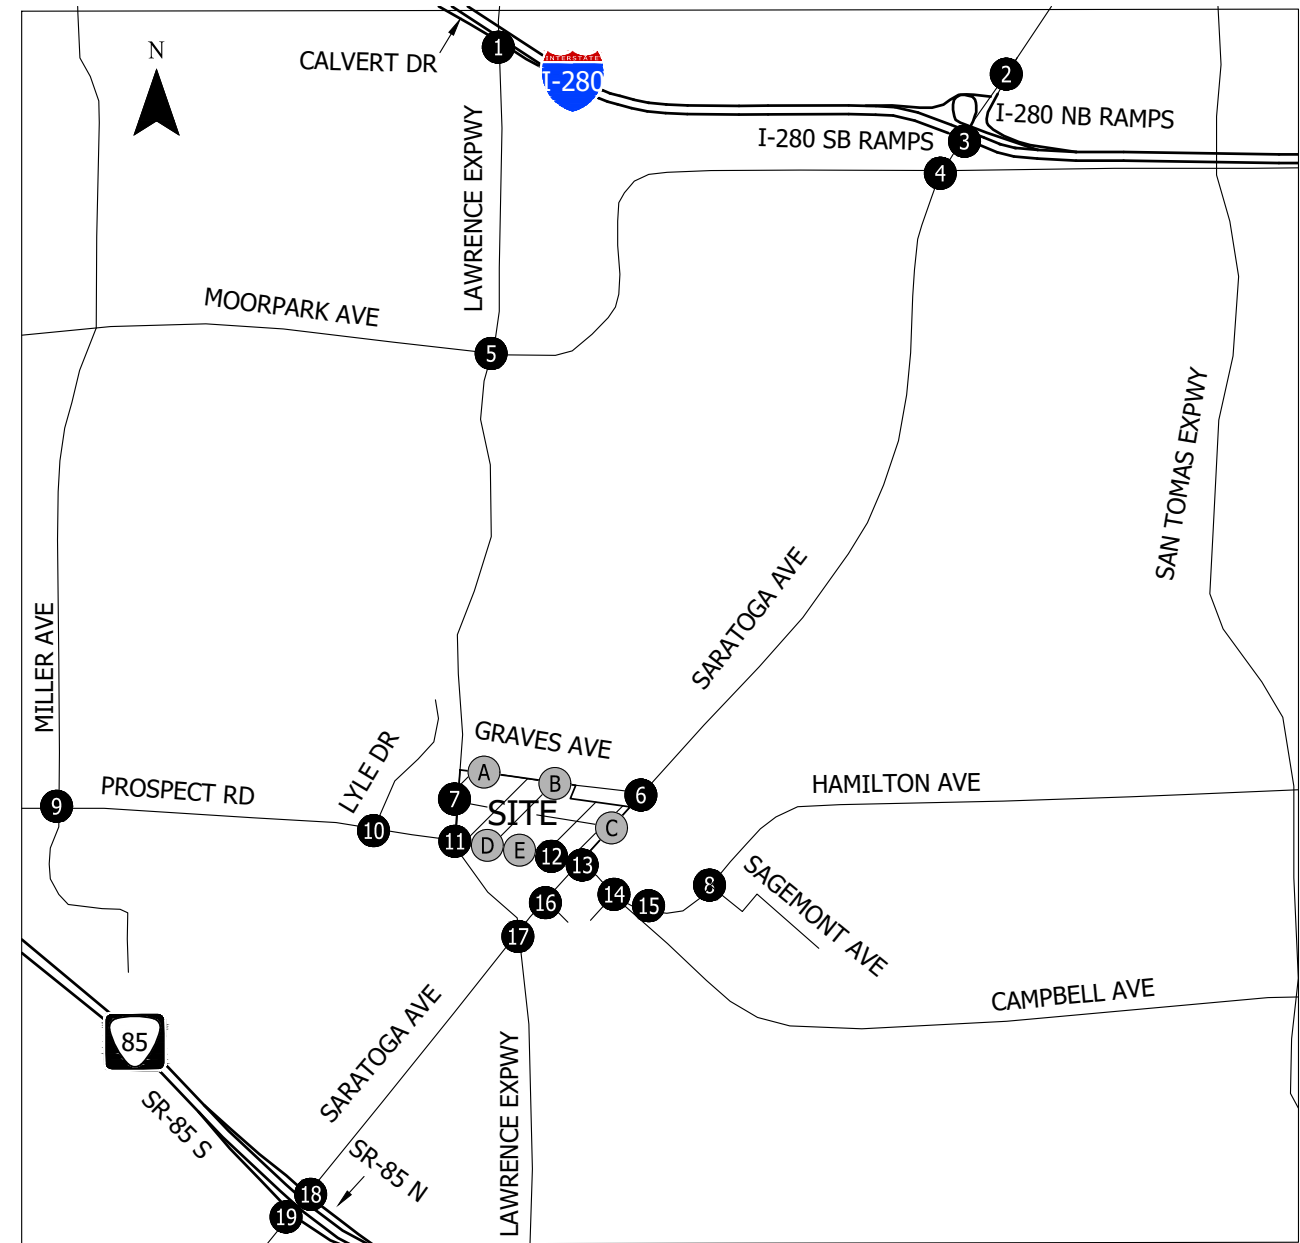 N
CALVERT DR
1
INTERSTATE
I-280
2
I-280 NB RAMPS
I-280 SB RAMPS
3
4
LAWRENCE EXPWY
MOORPARK AVE
5
SAN TOMAS EXPWY
SARATOGA AVE
MILLER AVE
GRAVES AVE
LYLE DR
A
B
PROSPECT RD
HAMILTON AVE
9
7
6
SITE
C
10
11
D
E
12
13
8
SAGEMONT AVE
14
15
16
17
CAMPBELL AVE
85
SARATOGA AVE
LAWRENCE EXPWY
SR-85 S
SR-85 N
18
19